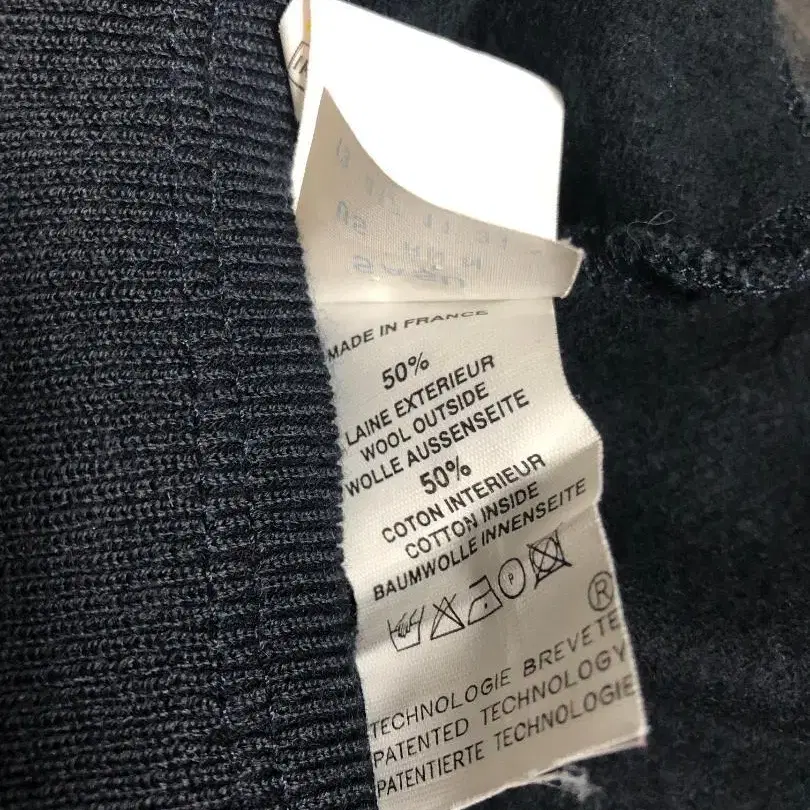 MADE IN FRANCE
50%
LAINE EXTERIEUR
WOOL OUTSIDE
WOLLE AUSSENSEITE
50%
COTON INTERIEUR
COTTON INSIDE
BAUMWOLLE INNENSEITE
P
®
TECHNOLOGIE BREVETE
PATENTED TECHNOLOGY
PATENTIERTE TECHNOLOGIE